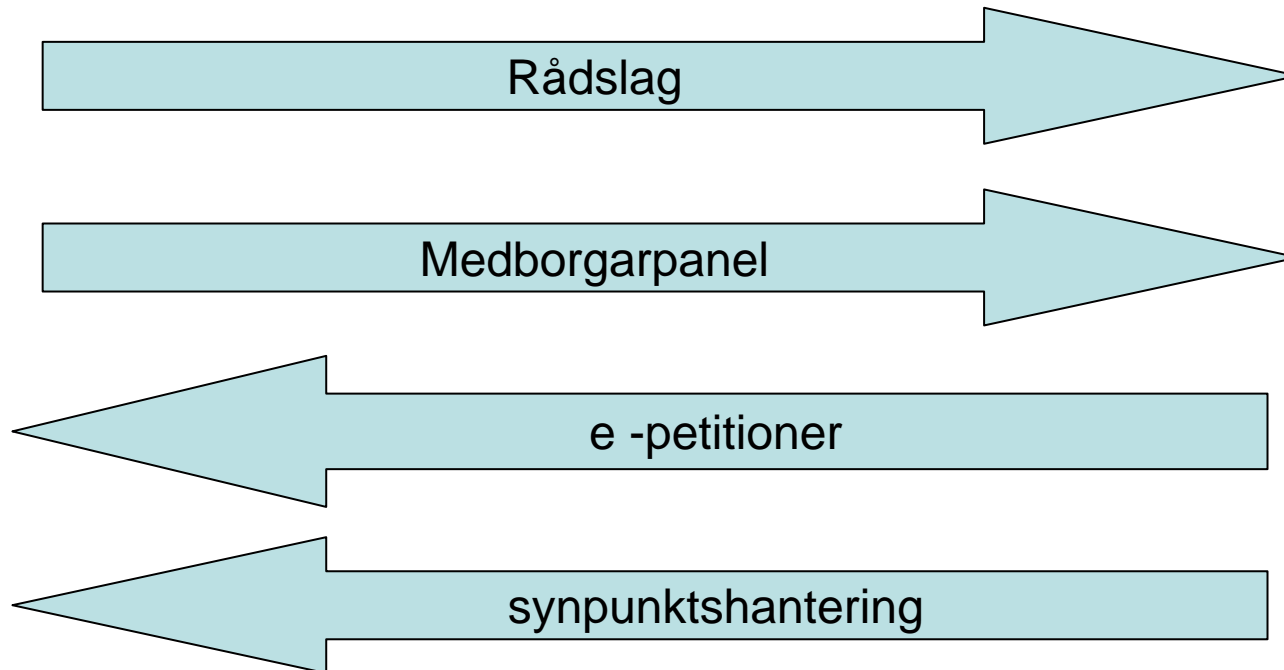 Rådslag
Medborgarpanel
e -petitioner
synpunktshantering